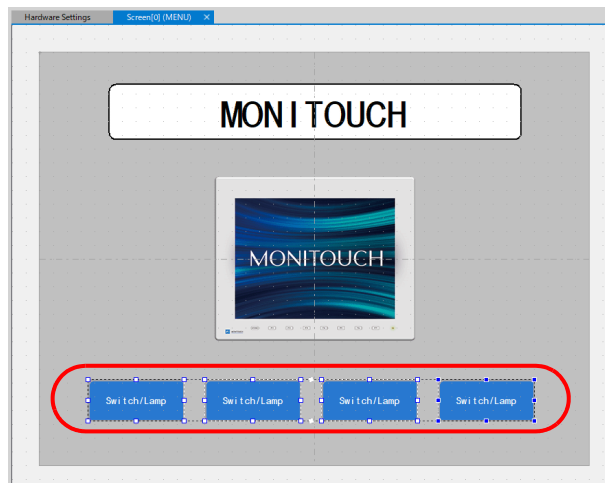 Hardware Settings
Screen[0] (MENU) ×
MONITOUCH
MONITOUCH
Switch/Lamp
Switch/Lamp
Switch/Lamp
Switch/Lamp